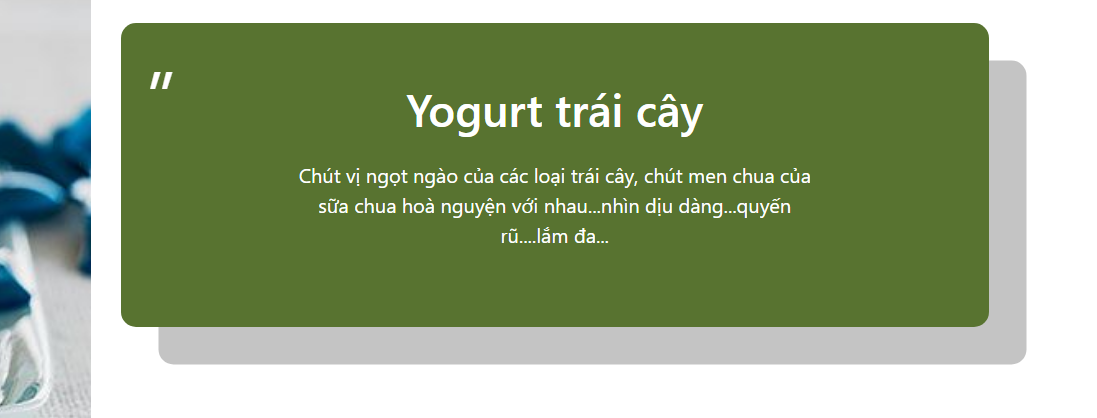 "
Yogurt trái cây
Chút vị ngọt ngào của các loại trái cây, chút men chua của
sữa chua hoà nguyện với nhau...nhìn dịu dàng...quyến
rũ....lắm đa...